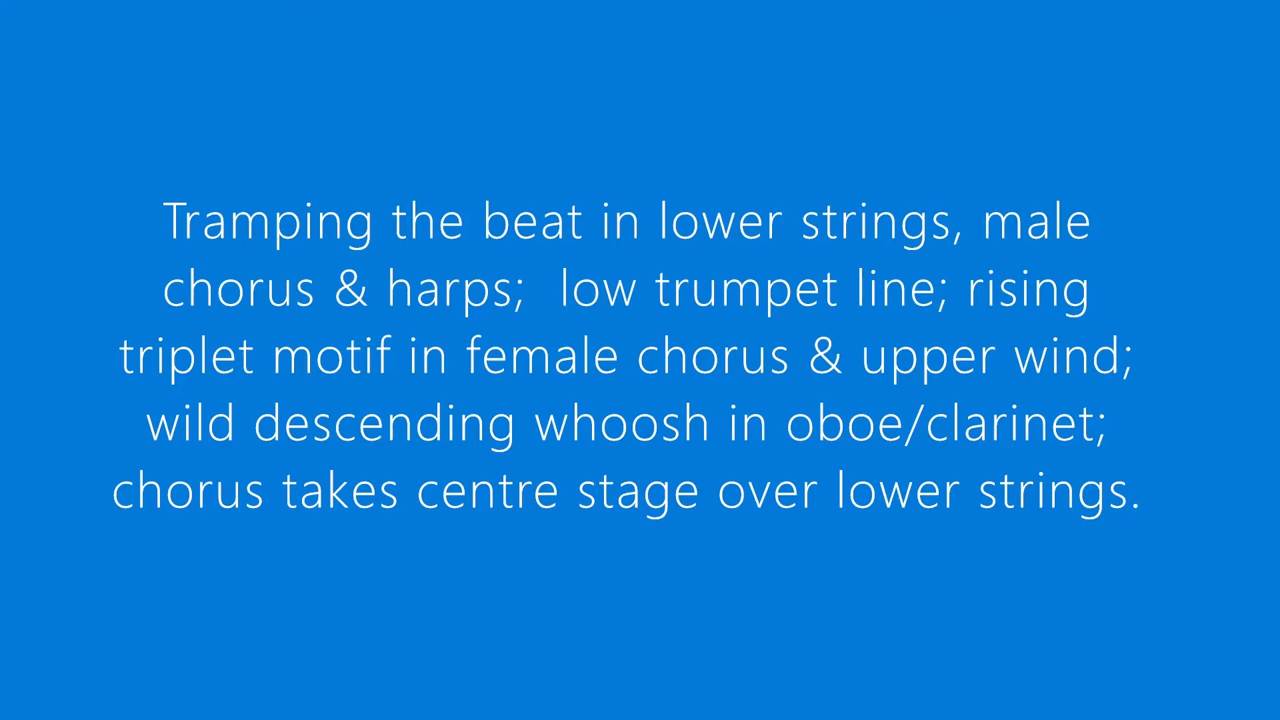 Tramping the beat in lower strings, male
chorus & harps;  low trumpet line; rising
triplet motif in female chorus & upper wind;
wild descending whoosh in oboe/clarinet;
chorus takes centre stage over lower strings.